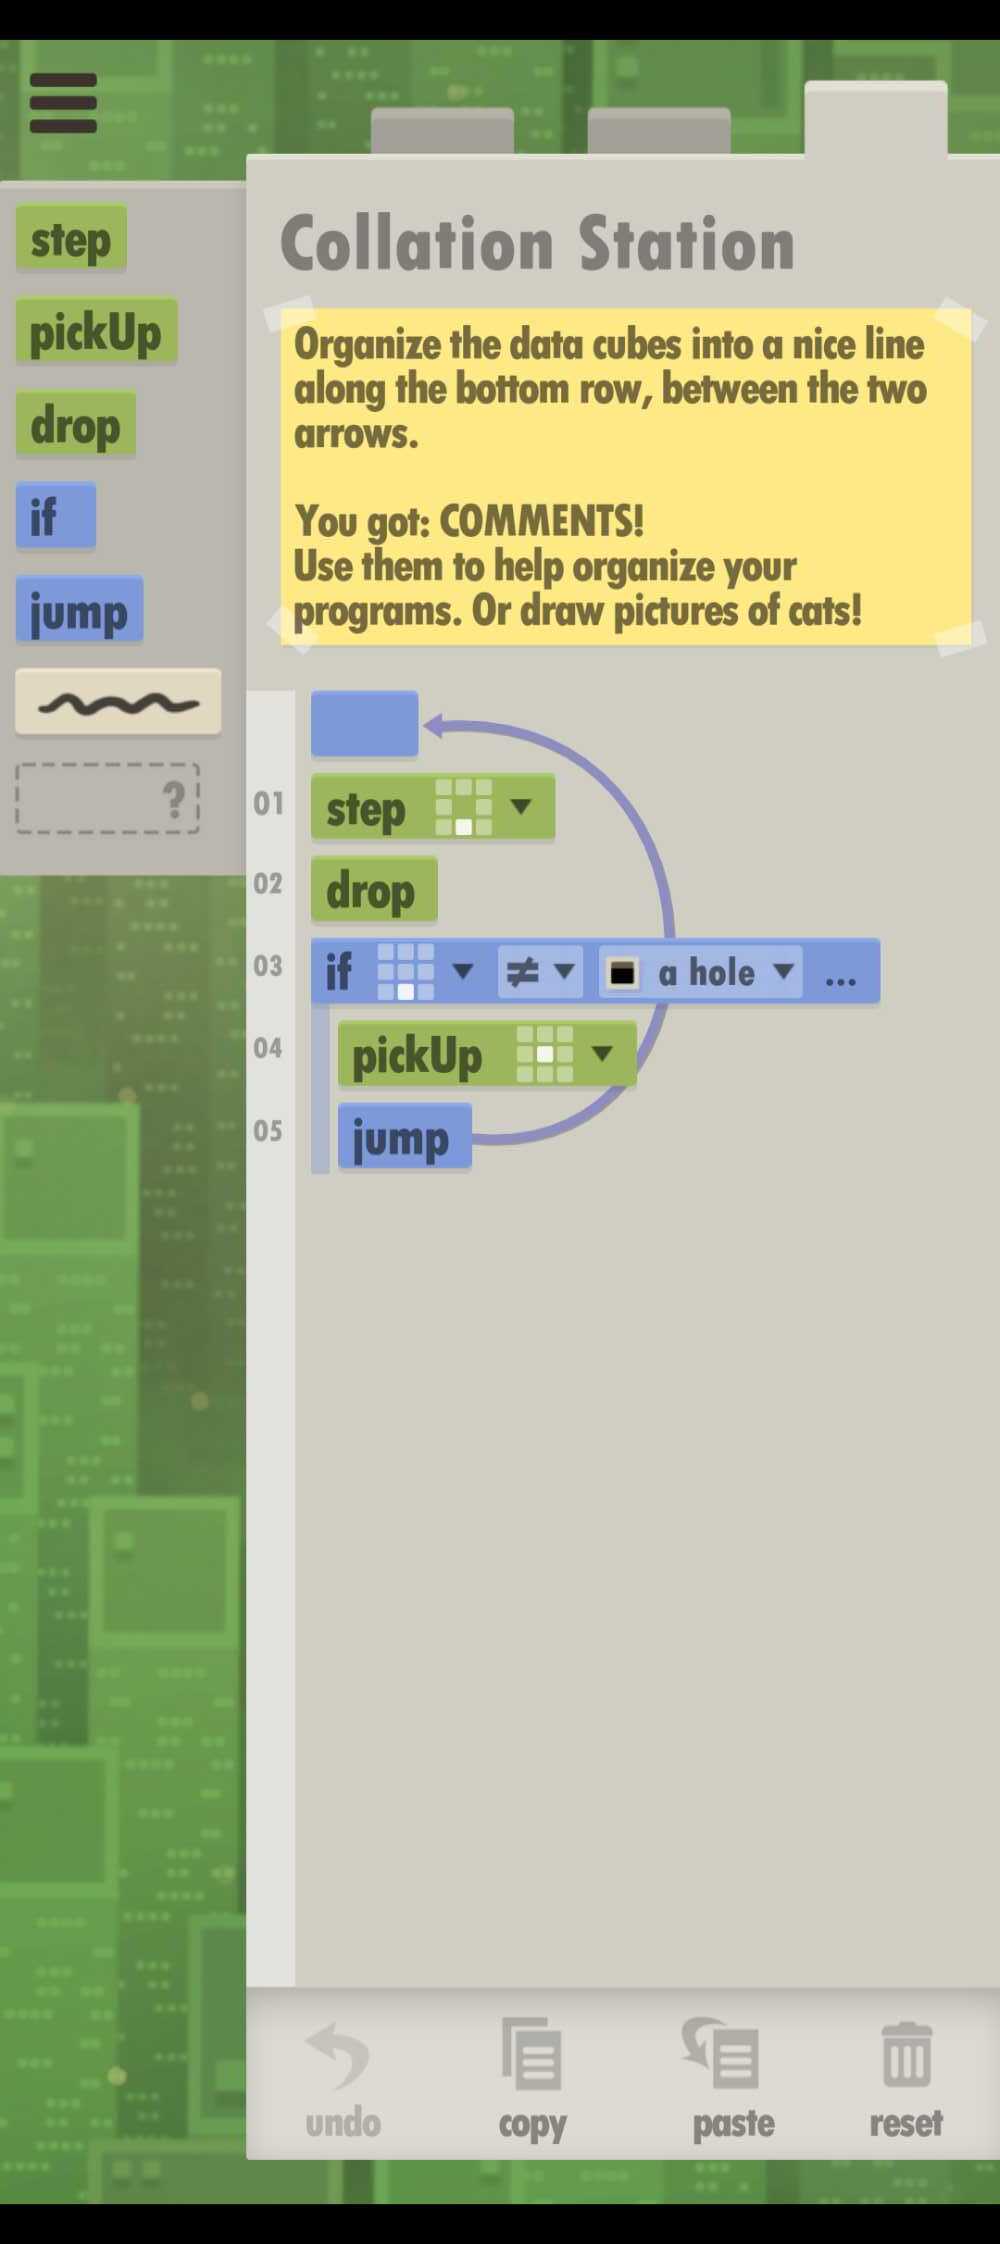 step
pickUp
drop
if
jump
?
Collation Station
Organize the data cubes into a nice line
along the bottom row, between the two
arrows.
You got: COMMENTS!
Use them to help organize your
programs. Or draw pictures of cats!
01 step
02 drop
03 if ≠ a hole ...
04 pickUp
05 jump
undo copy paste reset